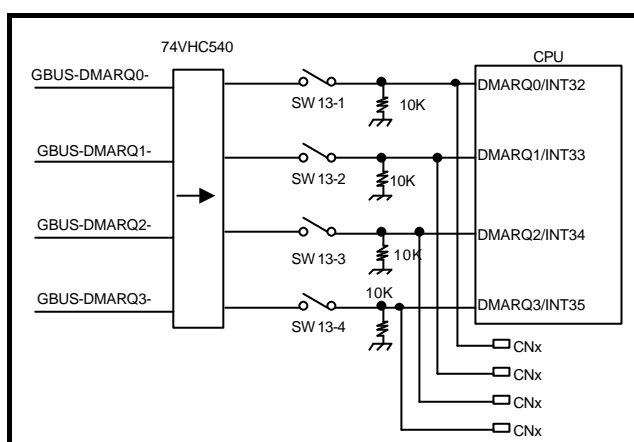 74VHC540
CPU
GBUS-DMARQ0-
SW 13-1
10K
DMARQ0/INT32
GBUS-DMARQ1-
SW 13-2
10K
DMARQ1/INT33
GBUS-DMARQ2-
SW 13-3
10K
DMARQ2/INT34
GBUS-DMARQ3-
SW 13-4
10K
DMARQ3/INT35
CNx
CNx
CNx
CNx